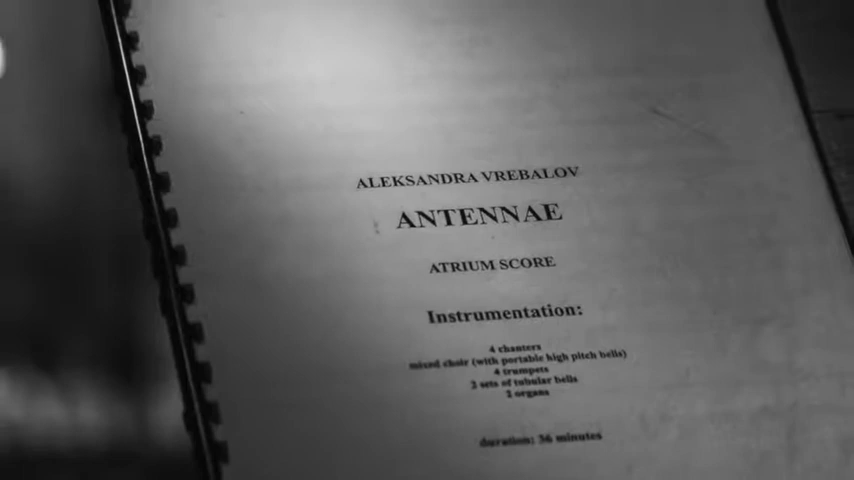 ALEKSANDRA VREBALOV
ANTENNAE
ATRIUM SCORE
Instrumentation:
4 chanters
mixed choir (with portable high pitch bells)
4 trumpets
2 sets of tubular bells
2 organs
duration: 36 minutes